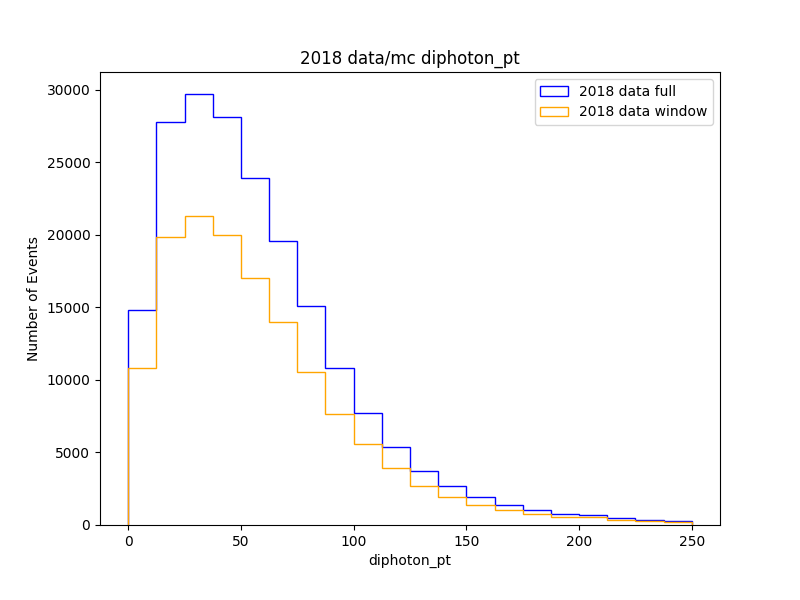 2018 data/mc diphoton_pt
2018 data full
2018 data window
Number of Events
30000
25000
20000
15000
10000
5000
0
0 50 100 150 200 250
diphoton_pt